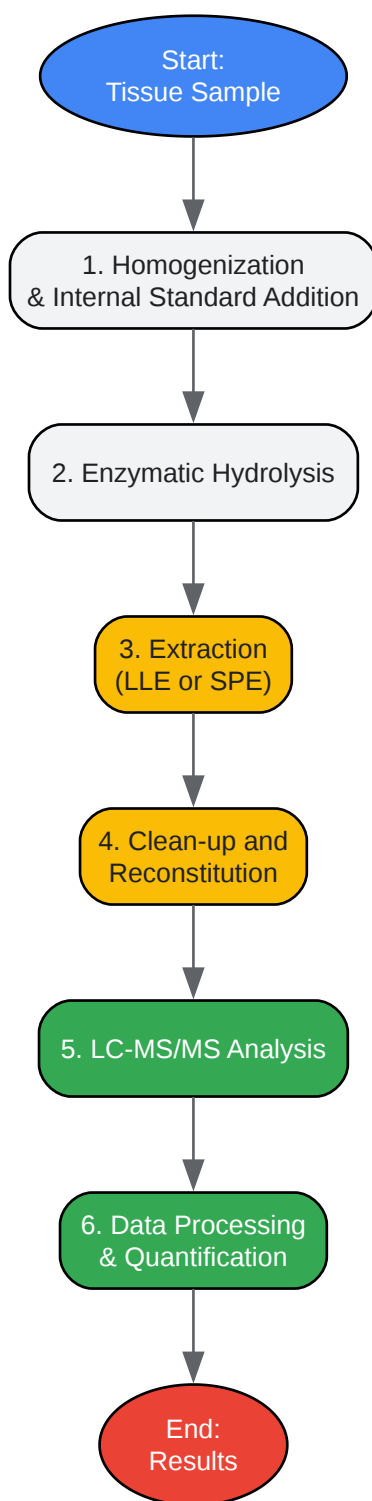 Start:
Tissue Sample
1. Homogenization
& Internal Standard Addition
2. Enzymatic Hydrolysis
3. Extraction
(LLE or SPE)
4. Clean-up and
Reconstitution
5. LC-MS/MS Analysis
6. Data Processing
& Quantification
End:
Results